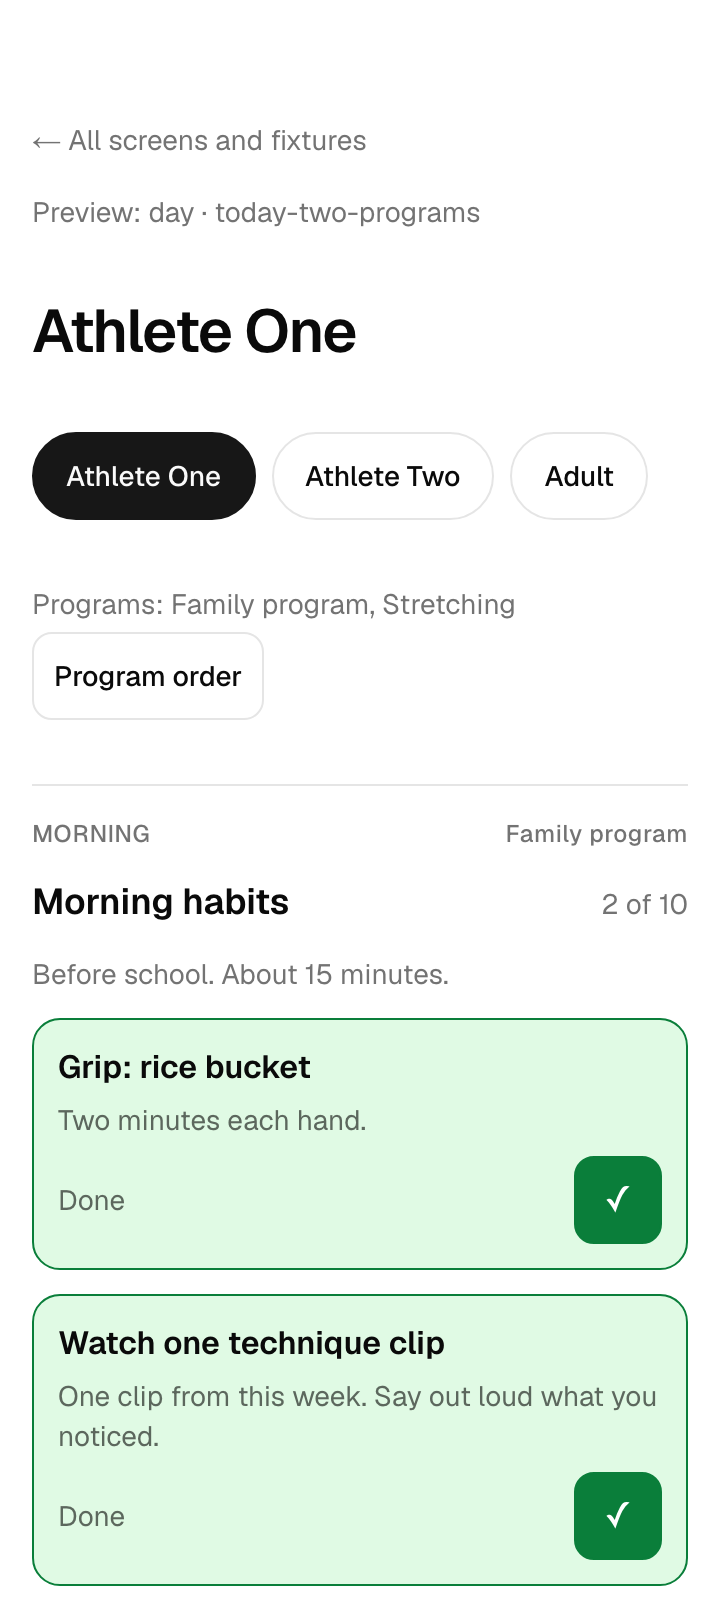 ← All screens and fixtures
Preview: day · today-two-programs
Athlete One
Athlete One
Athlete Two
Adult
Programs: Family program, Stretching
Program order
MORNING
Family program
Morning habits
2 of 10
Before school. About 15 minutes.
Grip: rice bucket
Two minutes each hand.
Done
✓
Watch one technique clip
One clip from this week. Say out loud what you
noticed.
Done
✓